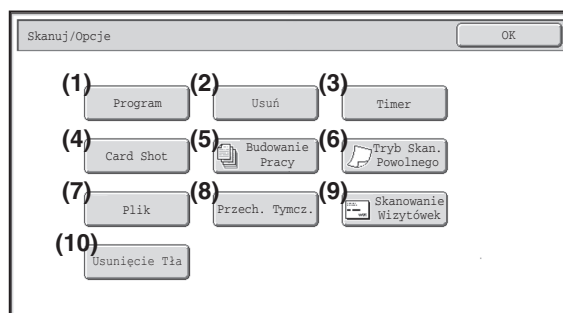 Skanuj/Opcje
OK
(1)
Program
(2)
Usuń
(3)
Timer
(4)
Card Shot
(5)
Budowanie
Pracy
(6)
Tryb Skan.
Powolnego
(7)
Plik
(8)
Przech. Tymcz.
(9)
Skanowanie
Wizytówek
(10)
Usunięcie Tła